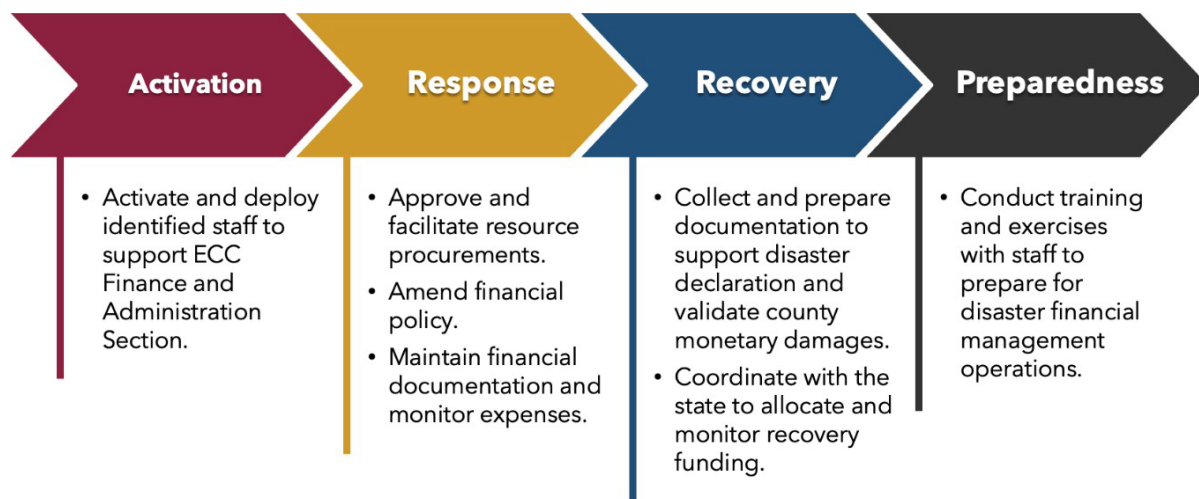 Activation
• Activate and deploy
identified staff to
support ECC
Finance and
Administration
Section.
Response
• Approve and
facilitate resource
procurements.
• Amend financial
policy.
• Maintain financial
documentation and
monitor expenses.
Recovery
• Collect and prepare
documentation to
support disaster
declaration and
validate county
monetary damages.
• Coordinate with the
state to allocate and
monitor recovery
funding.
Preparedness
• Conduct training
and exercises
with staff to
prepare for
disaster financial
management
operations.